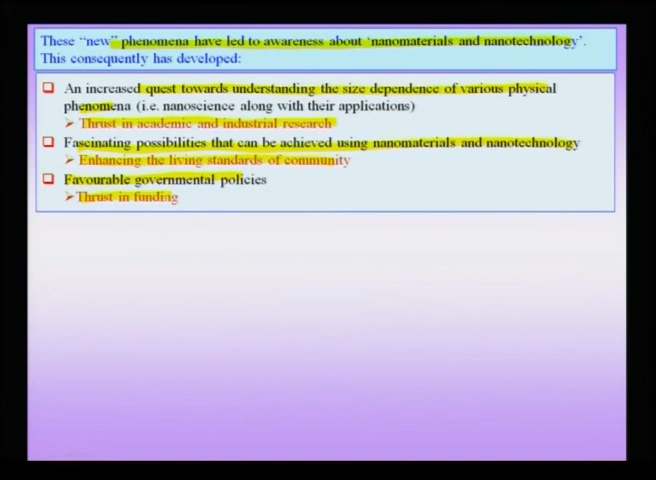 These “new” phenomena have led to awareness about ‘nanomaterials and nanotechnology’.
This consequently has developed:
❑ An increased quest towards understanding the size dependence of various physical
phenomena (i.e. nanoscience along with their applications)
➢ Thrust in academic and industrial research
❑ Fascinating possibilities that can be achieved using nanomaterials and nanotechnology
➢ Enhancing the living standards of community
❑ Favourable governmental policies
➢ Thrust in funding